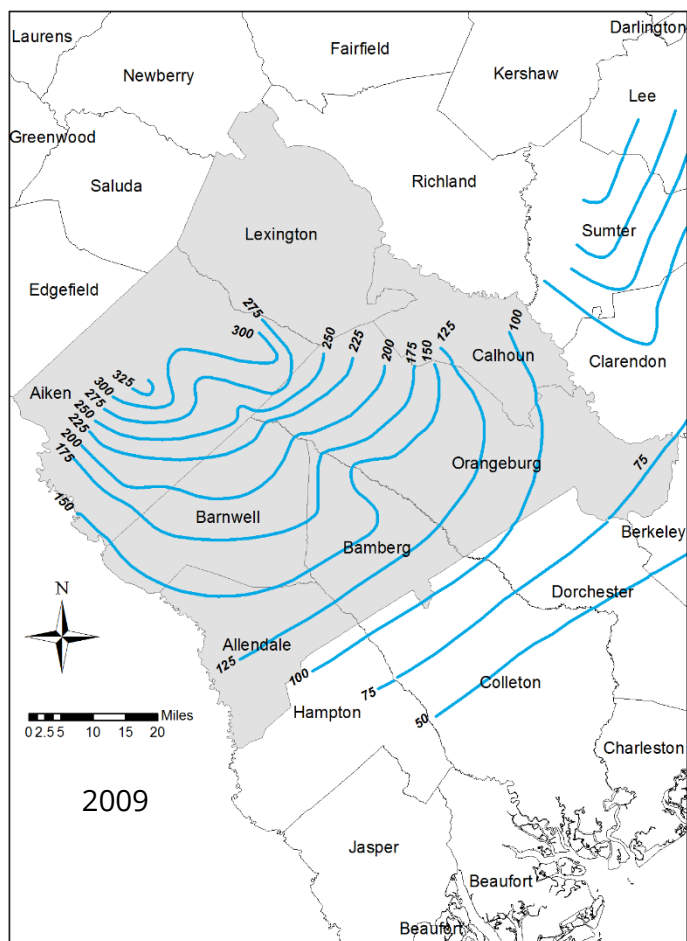 Laurens
Newberry
Fairfield
Kershaw
Darlington
Lee
Greenwood
Saluda
Richland
Lexington
Sumter
Edgefield
Clarendon
Calhoun
Aiken
Orangeburg
Barnwell
Bamberg
Berkeley
Dorchester
Allendale
Colleton
Hampton
Charleston
Jasper
Beaufort
Beaufort
275
300
325
300
275
250
225
200
175
150
250
225
200
175
150
125
100
75
125
100
75
50
N
Miles
0 2.5 5 10 15 20
2009